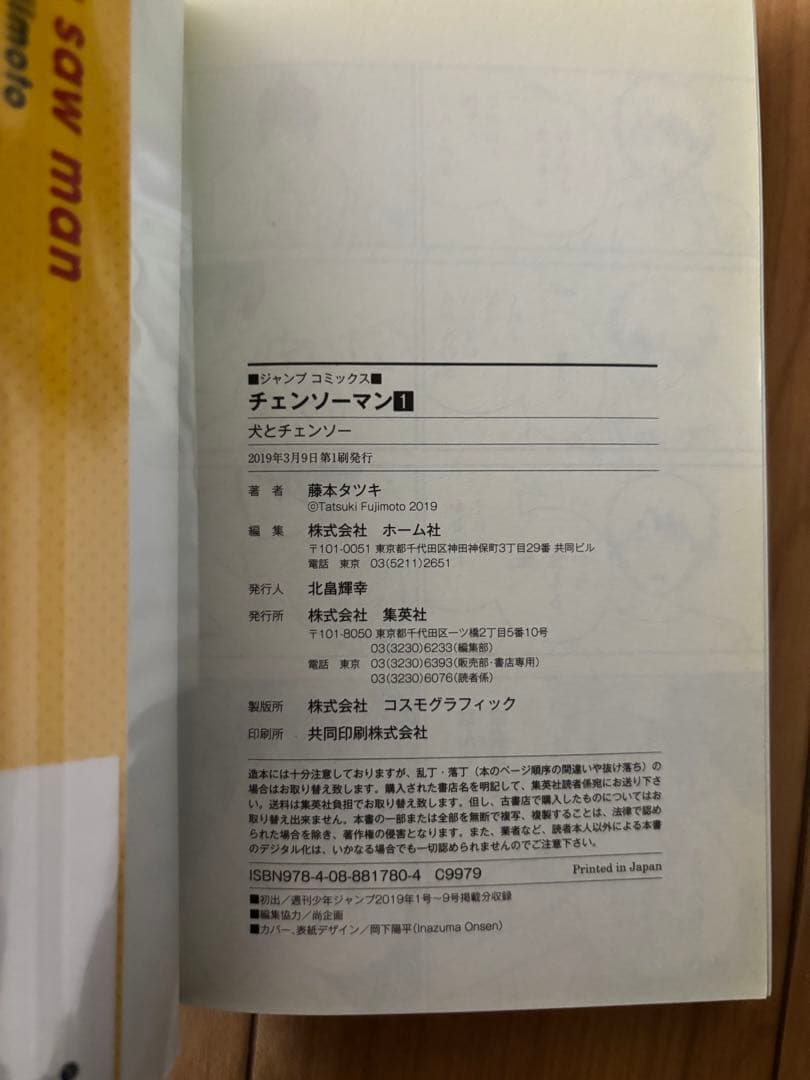 saw man
jimoto
■ジャンプ コミックス■
チェンソーマン1
犬とチェンソー
2019年3月9日第1刷発行
著 者 藤本タツキ
©Tatsuki Fujimoto 2019
編 集 株式会社 ホーム社
〒101-0051 東京都千代田区神田神保町3丁目29番 共同ビル
電話 東京 03(5211)2651
発行人 北畠輝幸
発行所 株式会社 集英社
〒101-8050 東京都千代田区一ツ橋2丁目5番10号
03(3230)6233(編集部)
電話 東京 03(3230)6393(販売部・書店専用)
03(3230)6076(読者係)
製版所 株式会社 コスモグラフィック
印刷所 共同印刷株式会社
造本には十分注意しておりますが、乱丁・落丁(本のページ順序の間違いや抜け落ち)の
場合はお取り替え致します。購入された書店名を明記して、集英社読者係宛にお送り下さ
い。送料は集英社負担でお取り替え致します。但し、古書店で購入したものについてはお
取り替え出来ません。本書の一部または全部を無断で複写、複製することは、法律で認め
られた場合を除き、著作権の侵害となります。また、業者など、読者本人以外による本書
のデジタル化は、いかなる場合でも一切認められませんのでご注意下さい。
ISBN978-4-08-881780-4 C9979 Printed in Japan
■初出/週刊少年ジャンプ2019年1号〜9号掲載分収録
■編集協力/尚企画
■カバー、表紙デザイン/岡下陽平(Inazuma Onsen)